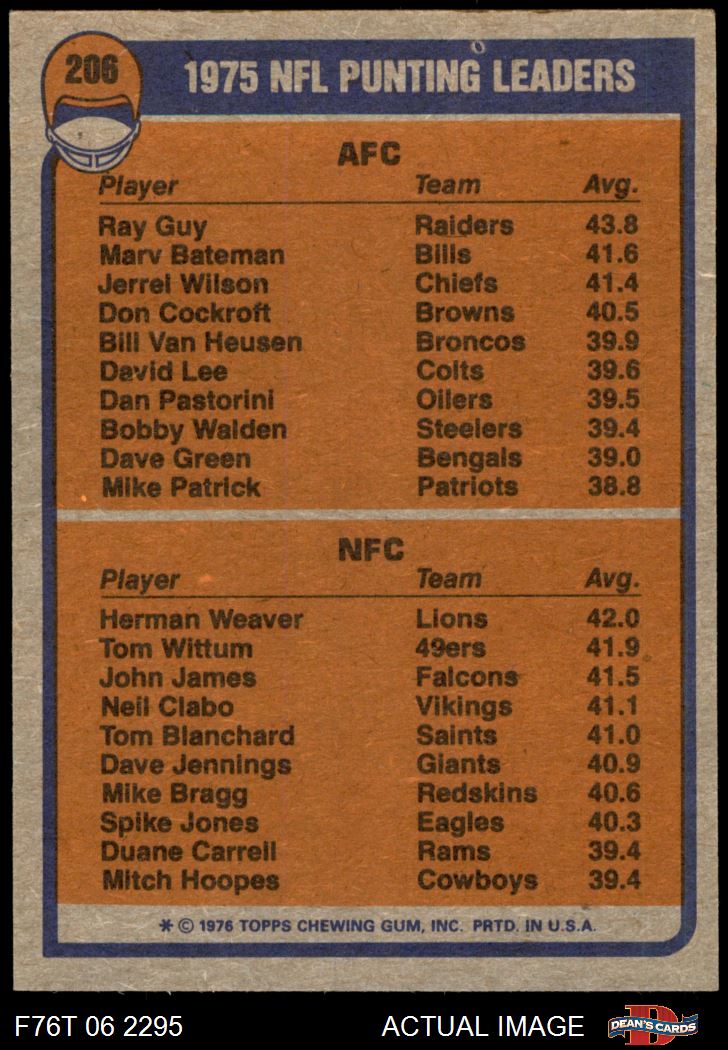 206
1975 NFL PUNTING LEADERS
AFC
Player Team Avg.
Ray Guy Raiders 43.8
Marv Bateman Bills 41.6
Jerrel Wilson Chiefs 41.4
Don Cockroft Browns 40.5
Bill Van Heusen Broncos 39.9
David Lee Colts 39.6
Dan Pastorini Oilers 39.5
Bobby Walden Steelers 39.4
Dave Green Bengals 39.0
Mike Patrick Patriots 38.8
NFC
Player Team Avg.
Herman Weaver Lions 42.0
Tom Wittum 49ers 41.9
John James Falcons 41.5
Neil Clabo Vikings 41.1
Tom Blanchard Saints 41.0
Dave Jennings Giants 40.9
Mike Bragg Redskins 40.6
Spike Jones Eagles 40.3
Duane Carrell Rams 39.4
Mitch Hoopes Cowboys 39.4
* © 1976 TOPPS CHEWING GUM, INC. PRTD. IN U.S.A.
F76T 06 2295 ACTUAL IMAGE D DEAN'S CARDS